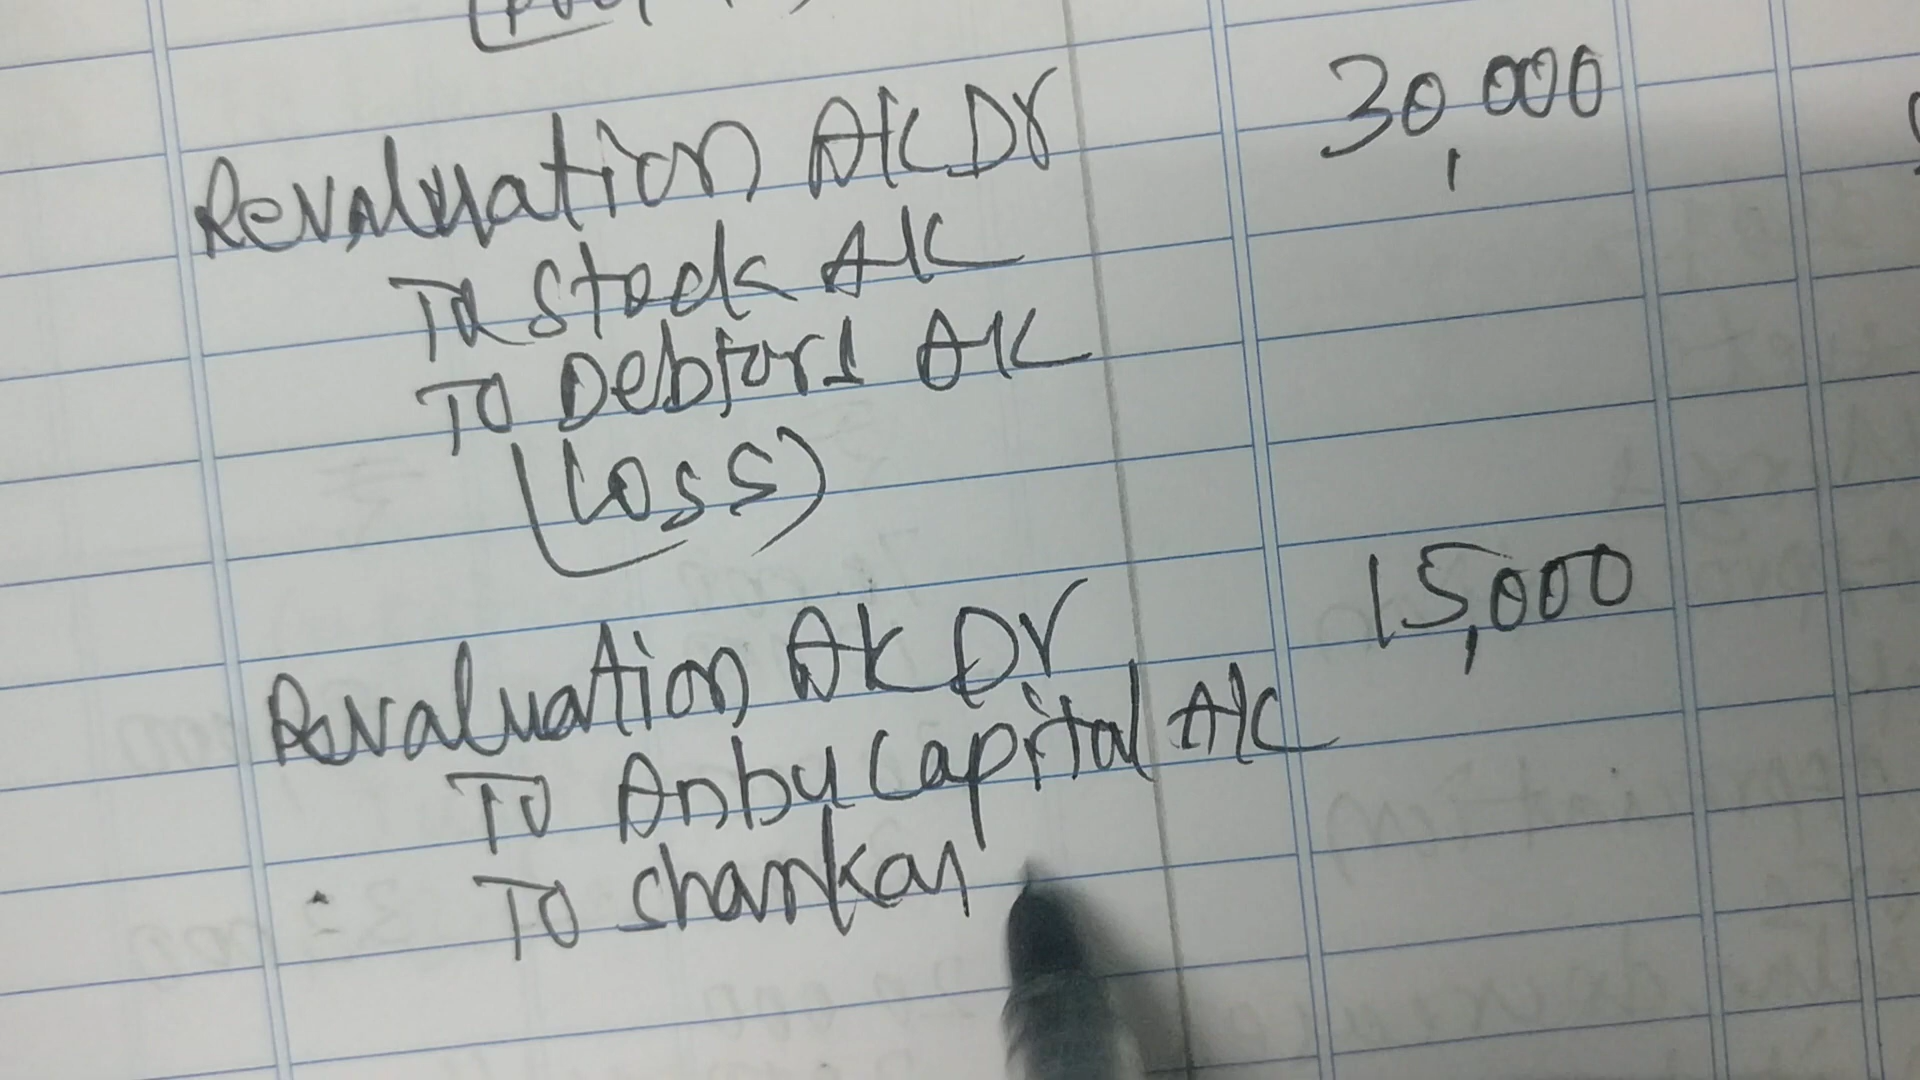 Revaluation A/c Dr 30,000
To Stock A/c
To Debtors A/c
(Loss)
Revaluation A/c Dr 15,000
To Anbu Capital A/c
To Shankar